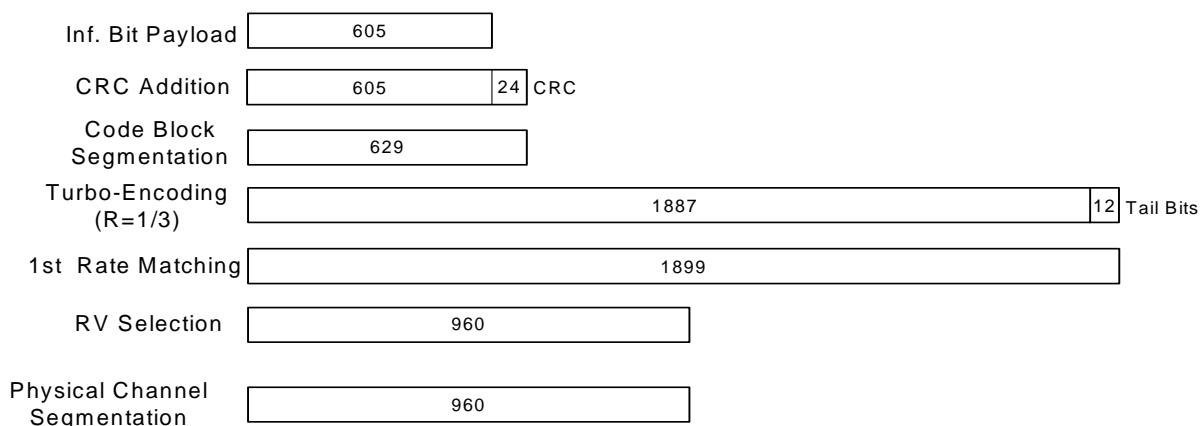 Inf. Bit Payload 605
CRC Addition 605 24 CRC
Code Block
Segmentation 629
Turbo-Encoding
(R=1/3) 1887 12 Tail Bits
1st Rate Matching 1899
RV Selection 960
Physical Channel
Segmentation 960